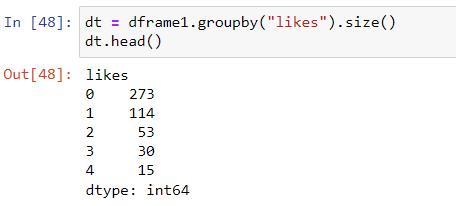 In [48]: dt = dframe1.groupby("likes").size()
dt.head()
Out[48]: likes
0    273
1    114
2     53
3     30
4     15
dtype: int64